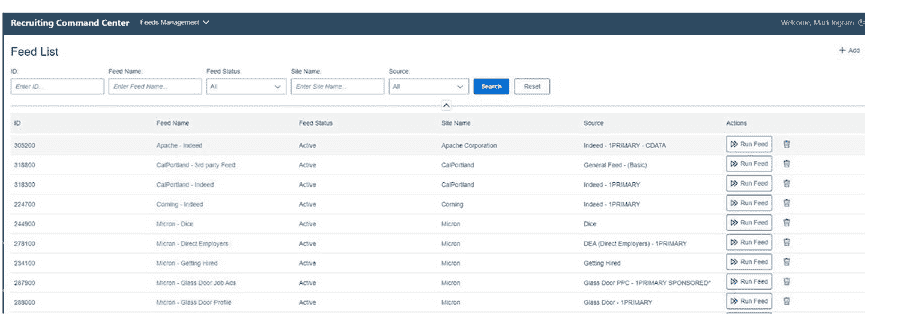 Recruiting Command Center Feeds Management Welcome, Mark Ingram
Feed List + Add
ID Feed Name Feed Status Site Name Source
Enter ID... Enter Feed Name... All Enter Site Name... All Search Reset
ID Feed Name Feed Status Site Name Source Actions
305200 Apache - Indeed Active Apache Corporation Indeed - 1PRIMARY - CDATA Run Feed
318800 CalPortland - 3rd party Feed Active CalPortland General Feed - (Basic) Run Feed
318300 CalPortland - Indeed Active CalPortland Indeed - 1PRIMARY Run Feed
224700 Corning - Indeed Active Corning Indeed - 1PRIMARY Run Feed
244900 Micron - Dice Active Micron Dice Run Feed
278100 Micron - Direct Employers Active Micron DEA (Direct Employers) - 1PRIMARY Run Feed
234100 Micron - Getting Hired Active Micron Getting Hired Run Feed
287900 Micron - Glass Door Job Ads Active Micron Glass Door PPC - 1PRIMARY SPONSORED* Run Feed
288000 Micron - Glass Door Profile Active Micron Glass Door - 1PRIMARY Run Feed